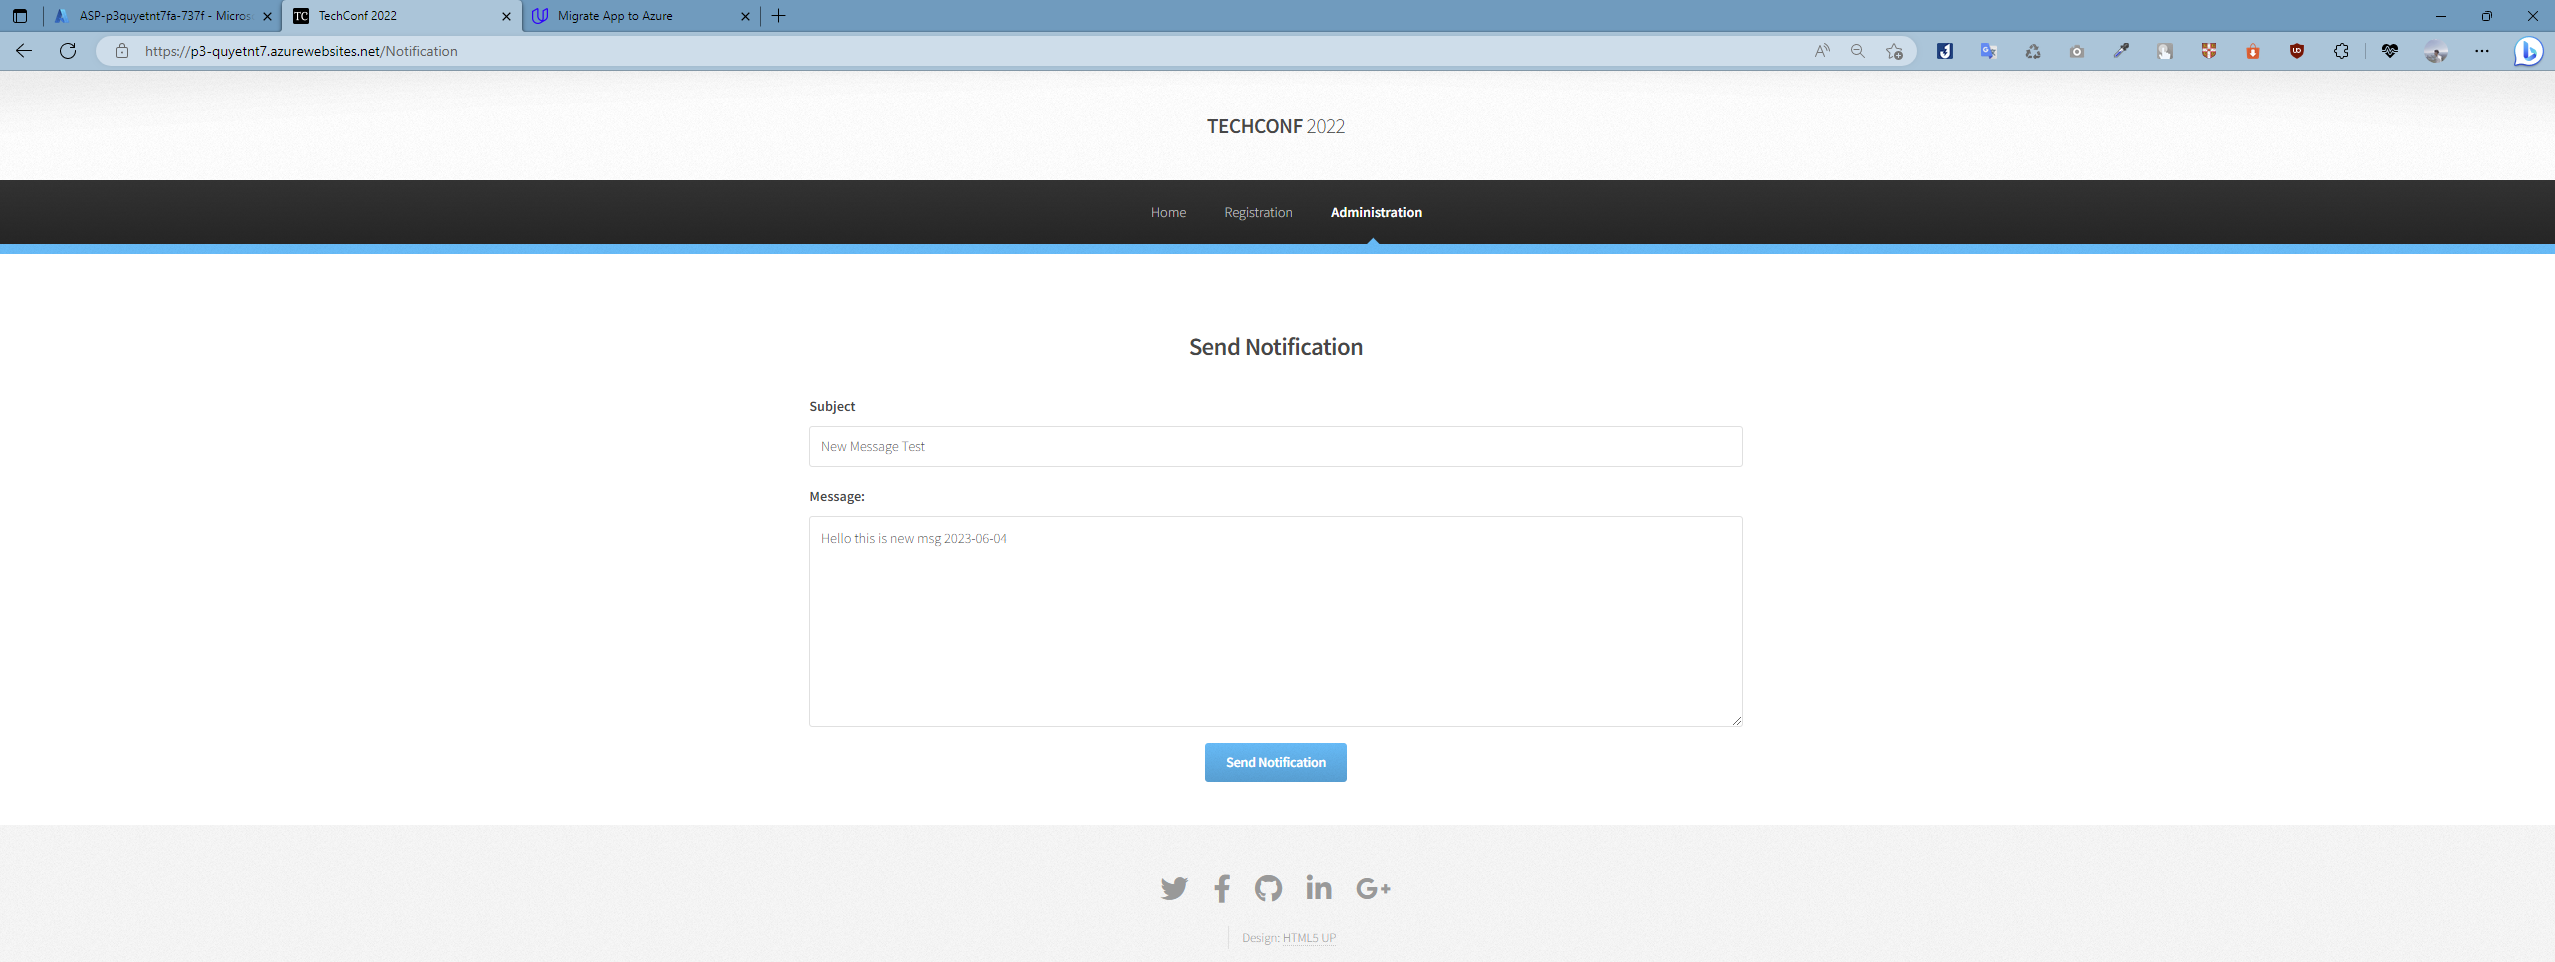 ASP-p3quyetnt7fa-737f - Micros
TC TechConf 2022
Migrate App to Azure
https://p3-quyetnt7.azurewebsites.net/Notification
TECHCONF 2022
Home Registration Administration
Send Notification
Subject
New Message Test
Message:
Hello this is new msg 2023-06-04
Send Notification
Design: HTML5 UP